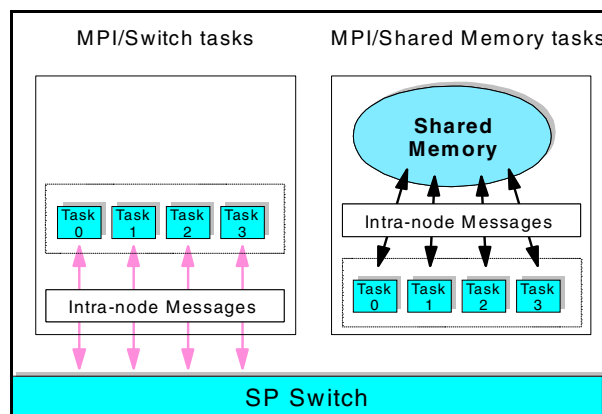 MPI/Switch tasks
Task
0
Task
1
Task
2
Task
3
Intra-node Messages
MPI/Shared Memory tasks
Shared
Memory
Intra-node Messages
Task
0
Task
1
Task
2
Task
3
SP Switch